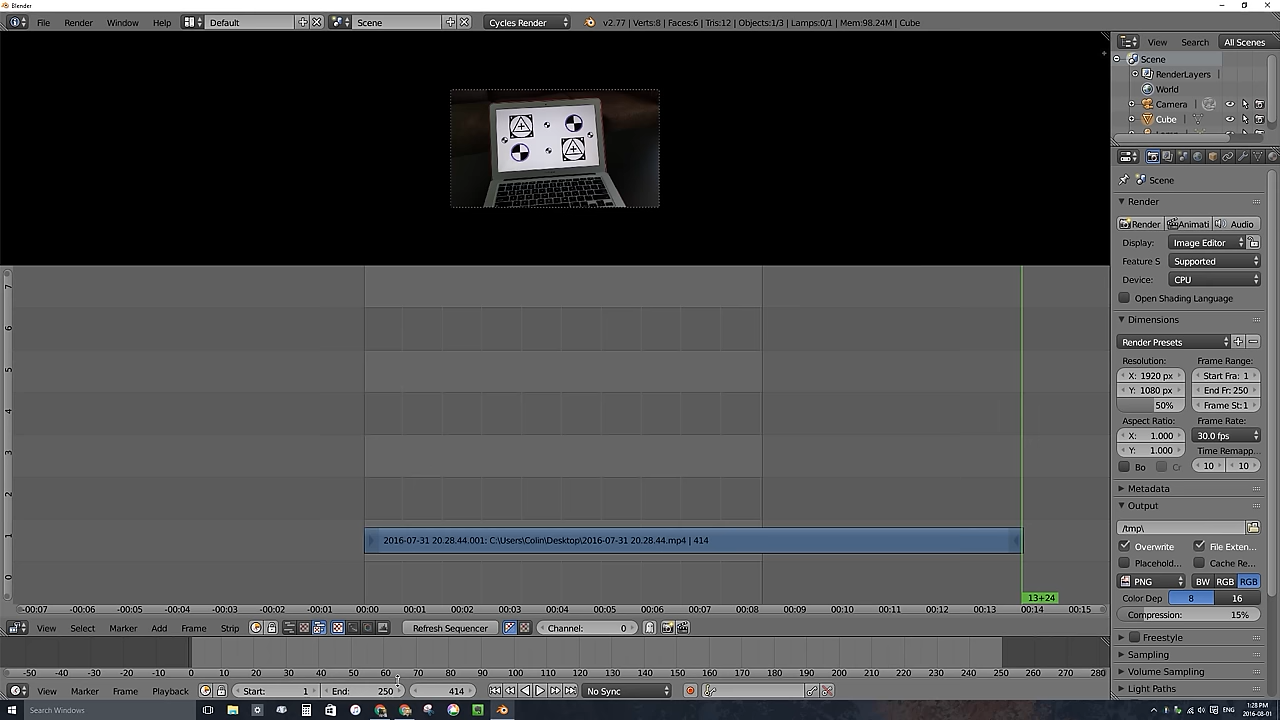 Blender
File Render Window Help Default Scene Cycles Render v2.77 | Verts:8 | Faces:6 | Tris:12 | Objects:1/3 | Lamps:0/1 | Mem:98.24M | Cube
View Search All Scenes
Scene
RenderLayers
World
Camera
Cube
Scene
Render
Render Animati Audio
Display: Image Editor
Feature S Supported
Device: CPU
Open Shading Language
Dimensions
Render Presets
Resolution: Frame Range:
X: 1920 px Start Fra: 1
Y: 1080 px End Fr: 250
50% Frame St:1
Aspect Ratio: Frame Rate:
X: 1.000 30.0 fps
Y: 1.000 Time Remapp...
Bo Cr 10 10
Metadata
Output
/tmp\
Overwrite File Exten...
Placehold... Cache Re...
PNG BW RGB RGB
Color Dep 8 16
Compression: 15%
Freestyle
Sampling
Volume Sampling
Light Paths
7
6
5
4
3
2
1
0
2016-07-31 20.28.44.001: C:\Users\Colin\Desktop\2016-07-31 20.28.44.mp4 | 414
13+24
-00:07 -00:06 -00:05 -00:04 -00:03 -00:02 -00:01 00:00 00:01 00:02 00:03 00:04 00:05 00:06 00:07 00:08 00:09 00:10 00:11 00:12 00:13 00:14 00:15
View Select Marker Add Frame Strip Refresh Sequencer Channel: 0
-50 -40 -30 -20 -10 0 10 20 30 40 50 60 70 80 90 100 110 120 130 140 150 160 170 180 190 200 210 220 230 240 250 260 270 280
View Marker Frame Playback Start: 1 End: 250 414 No Sync
Search Windows
ENG
1:28 PM
2016-08-01